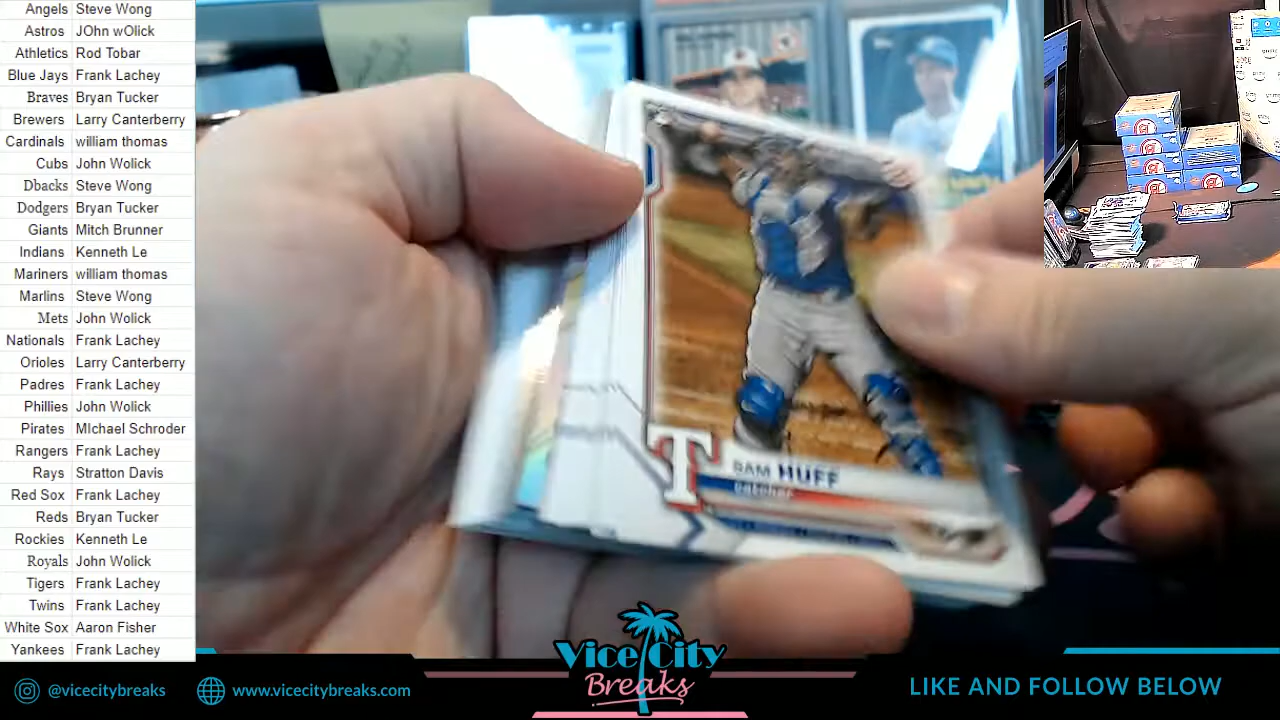 Angels Steve Wong
Astros JOhn wOlick
Athletics Rod Tobar
Blue Jays Frank Lachey
Braves Bryan Tucker
Brewers Larry Canterberry
Cardinals william thomas
Cubs John Wolick
Dbacks Steve Wong
Dodgers Bryan Tucker
Giants Mitch Brunner
Indians Kenneth Le
Mariners william thomas
Marlins Steve Wong
Mets John Wolick
Nationals Frank Lachey
Orioles Larry Canterberry
Padres Frank Lachey
Phillies John Wolick
Pirates MIchael Schroder
Rangers Frank Lachey
Rays Stratton Davis
Red Sox Frank Lachey
Reds Bryan Tucker
Rockies Kenneth Le
Royals John Wolick
Tigers Frank Lachey
Twins Frank Lachey
White Sox Aaron Fisher
Yankees Frank Lachey
T
SAM HUFF
catcher
@vicecitybreaks
www.vicecitybreaks.com
Vice City
Breaks
LIKE AND FOLLOW BELOW